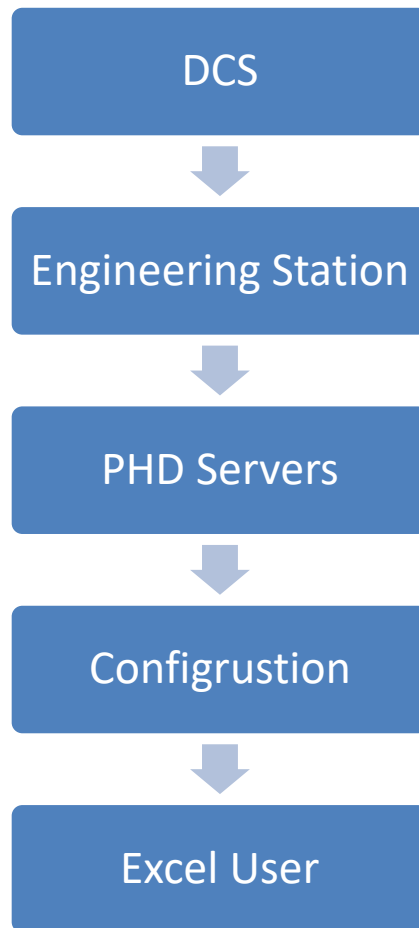 DCS
Engineering Station
PHD Servers
Configrustion
Excel User